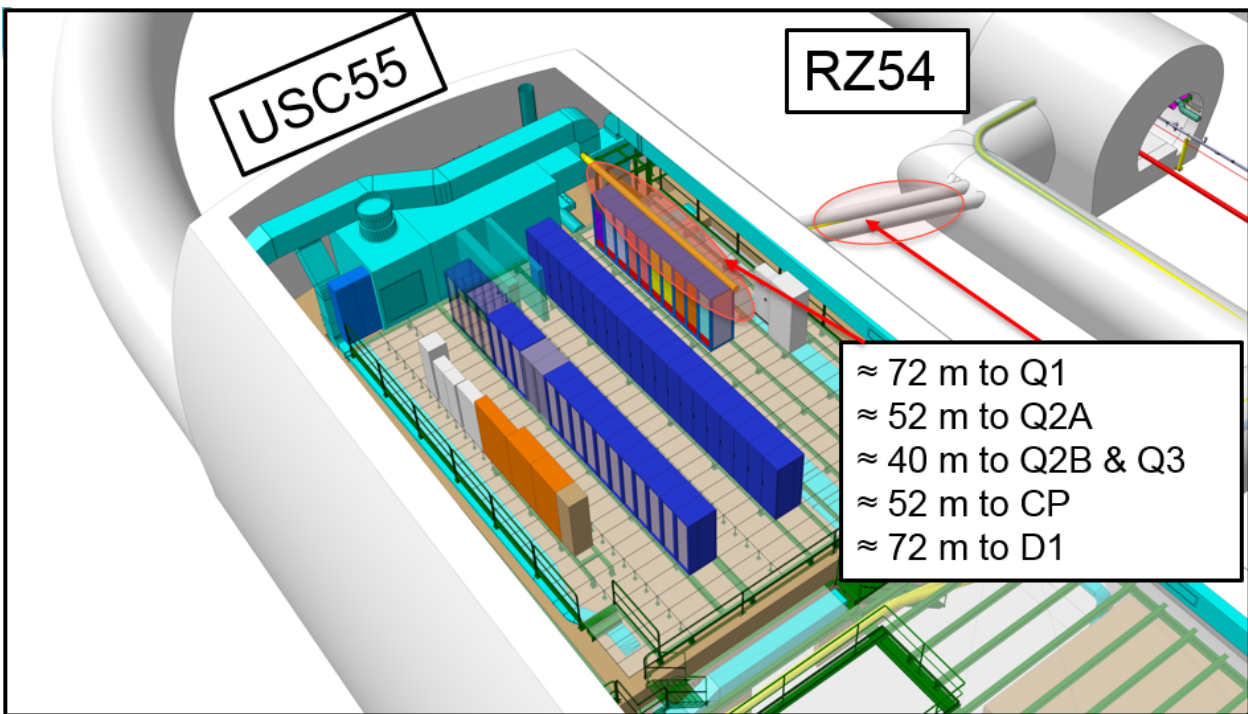 USC55
RZ54
≈ 72 m to Q1
≈ 52 m to Q2A
≈ 40 m to Q2B & Q3
≈ 52 m to CP
≈ 72 m to D1